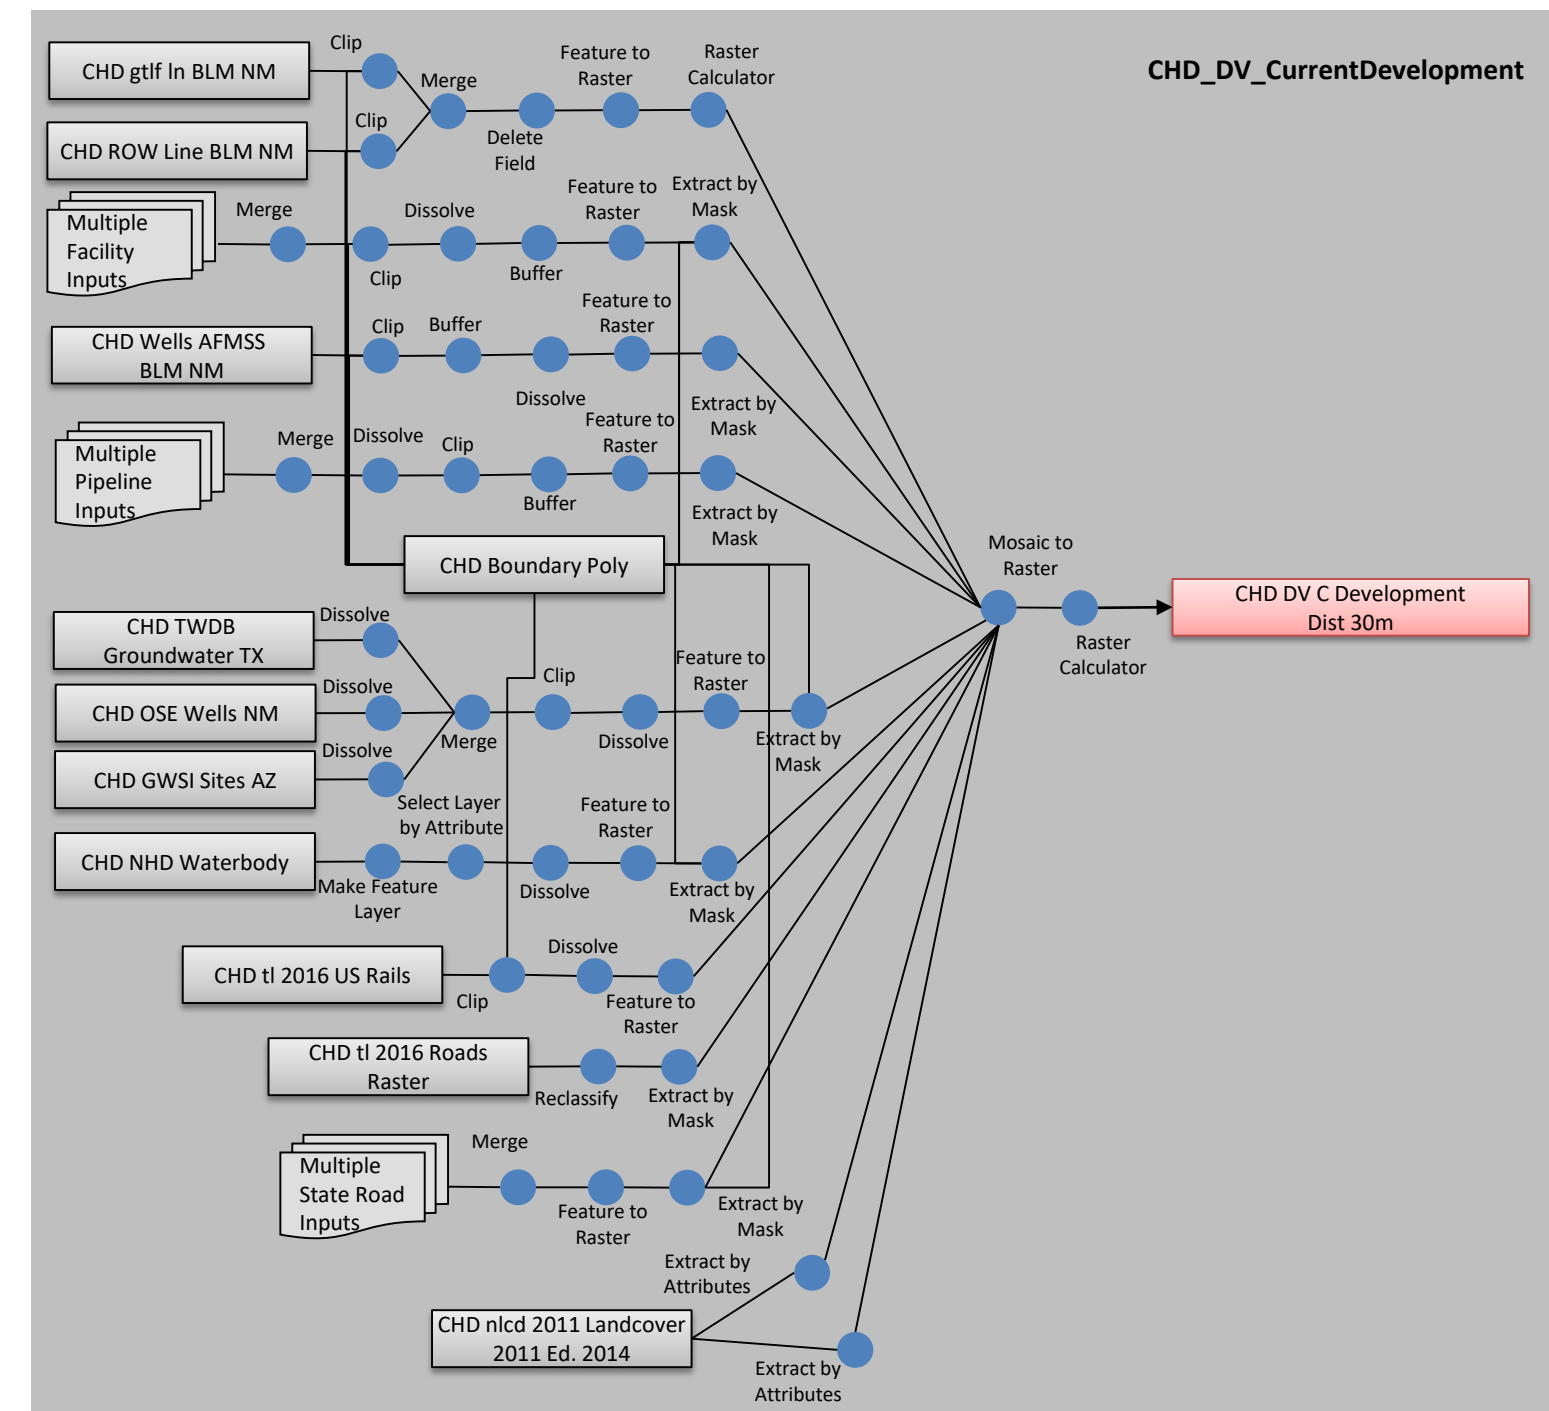 CHD_DV_CurrentDevelopment
Clip
CHD gtlf ln BLM NM
Merge
Feature to
Raster
Raster
Calculator
Clip
CHD ROW Line BLM NM
Delete
Field
Multiple
Facility
Inputs
Merge
Clip
Dissolve
Buffer
Feature to
Raster
Extract by
Mask
CHD Wells AFMSS
BLM NM
Clip
Buffer
Dissolve
Feature to
Raster
Extract by
Mask
Multiple
Pipeline
Inputs
Merge
Dissolve
Clip
Buffer
Feature to
Raster
Extract by
Mask
CHD Boundary Poly
Mosaic to
Raster
Raster
Calculator
CHD DV C Development
Dist 30m
CHD TWDB
Groundwater TX
Dissolve
CHD OSE Wells NM
Dissolve
CHD GWSI Sites AZ
Dissolve
Merge
Clip
Dissolve
Feature to
Raster
Extract by
Mask
CHD NHD Waterbody
Make Feature
Layer
Select Layer
by Attribute
Dissolve
Feature to
Raster
Extract by
Mask
CHD tl 2016 US Rails
Clip
Dissolve
Feature to
Raster
CHD tl 2016 Roads
Raster
Reclassify
Extract by
Mask
Multiple
State Road
Inputs
Merge
Feature to
Raster
Extract by
Mask
CHD nlcd 2011 Landcover
2011 Ed. 2014
Extract by
Attributes
Extract by
Attributes